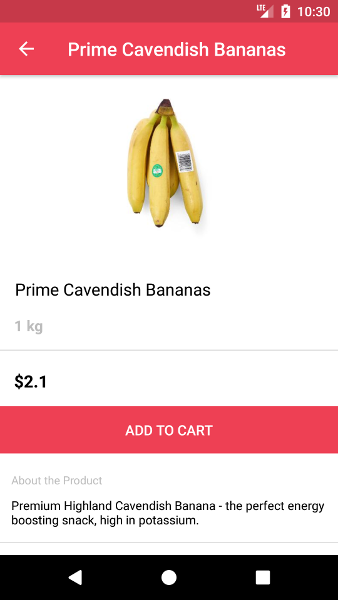 LTE 10:30
Prime Cavendish Bananas
Prime Cavendish Bananas
1 kg
$2.1
ADD TO CART
About the Product
Premium Highland Cavendish Banana - the perfect energy
boosting snack, high in potassium.